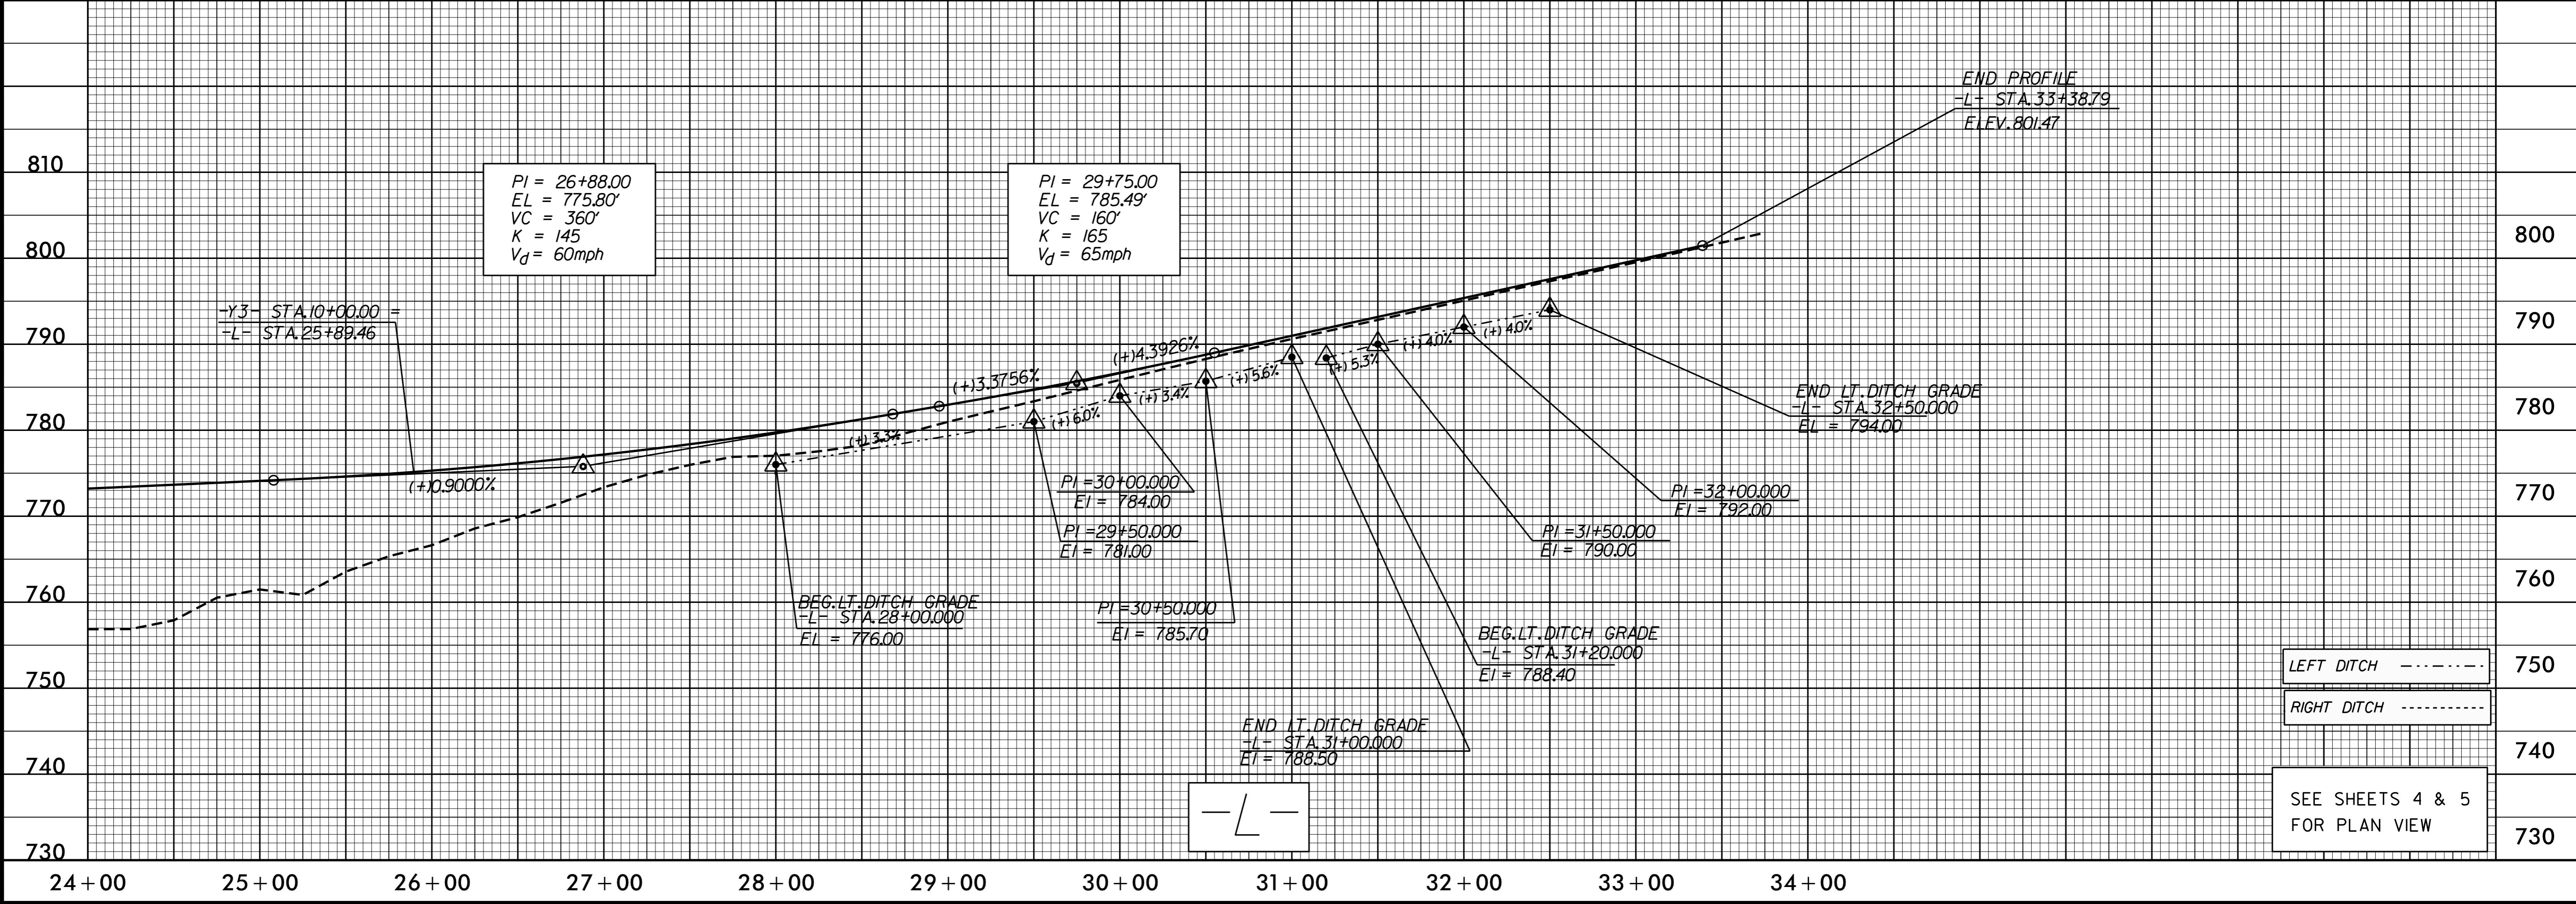 END PROFILE
-L- STA.33+38.79
ELEV.801.47
810
PI = 26+88.00
EL = 775.80'
VC = 360'
K = 145
Vd = 60mph
PI = 29+75.00
EL = 785.49'
VC = 160'
K = 165
Vd = 65mph
800
800
-Y3- STA.10+00.00 =
-L- STA.25+89.46
790
790
(+)4.3926%
(+)3.3756%
(+)0.9000%
(+)3.3%
(+)6.0%
(+)3.4%
(+)5.6%
(+)5.3%
(+)4.0%
(+)4.0%
END LT.DITCH GRADE
-L- STA.32+50.000
EL = 794.00
780
780
PI =30+00.000
El = 784.00
PI =29+50.000
El = 781.00
PI =32+00.000
El = 792.00
PI =31+50.000
El = 790.00
770
770
760
760
BEG.LT.DITCH GRADE
-L- STA.28+00.000
EL = 776.00
PI =30+50.000
El = 785.70
BEG.LT.DITCH GRADE
-L- STA.31+20.000
El = 788.40
END LT.DITCH GRADE
-L- STA.31+00.000
El = 788.50
750
750
LEFT DITCH
RIGHT DITCH
740
740
-L-
SEE SHEETS 4 & 5
FOR PLAN VIEW
730
730
24+00 25+00 26+00 27+00 28+00 29+00 30+00 31+00 32+00 33+00 34+00